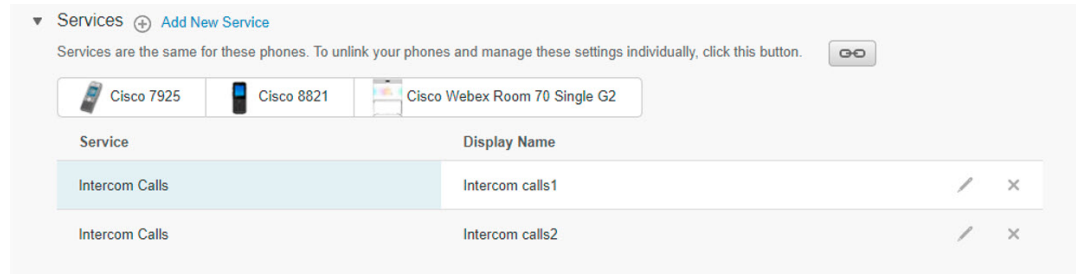 Services Add New Service
Services are the same for these phones. To unlink your phones and manage these settings individually, click this button.
Cisco 7925 Cisco 8821 Cisco Webex Room 70 Single G2
Service Display Name
Intercom Calls Intercom calls1
Intercom Calls Intercom calls2